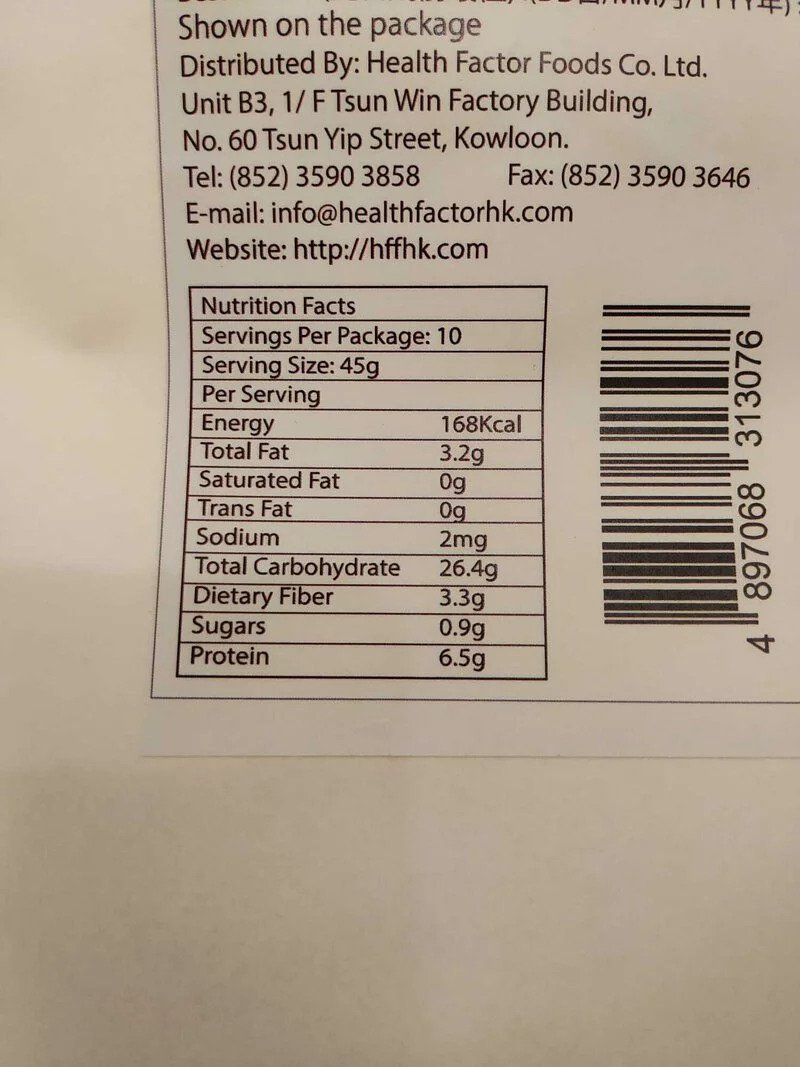 Shown on the package
Distributed By: Health Factor Foods Co. Ltd.
Unit B3, 1/ F Tsun Win Factory Building,
No. 60 Tsun Yip Street, Kowloon.
Tel: (852) 3590 3858 Fax: (852) 3590 3646
E-mail: info@healthfactorhk.com
Website: http://hffhk.com
Nutrition Facts
Servings Per Package: 10
Serving Size: 45g
Per Serving
Energy 168Kcal
Total Fat 3.2g
Saturated Fat 0g
Trans Fat 0g
Sodium 2mg
Total Carbohydrate 26.4g
Dietary Fiber 3.3g
Sugars 0.9g
Protein 6.5g
4 897068 313076